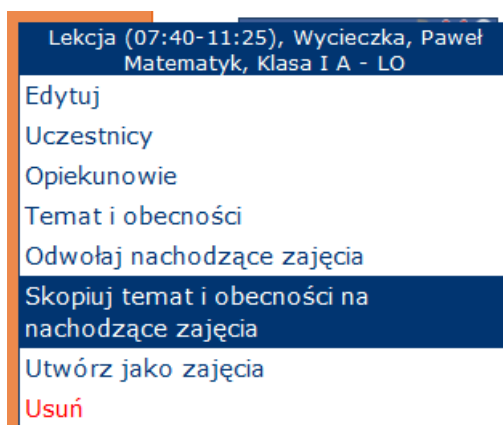 Lekcja (07:40-11:25), Wycieczka, Paweł
Matematyk, Klasa I A - LO
Edytuj
Uczestnicy
Opiekunowie
Temat i obecności
Odwołaj nachodzące zajęcia
Skopiuj temat i obecności na
nachodzące zajęcia
Utwórz jako zajęcia
Usuń